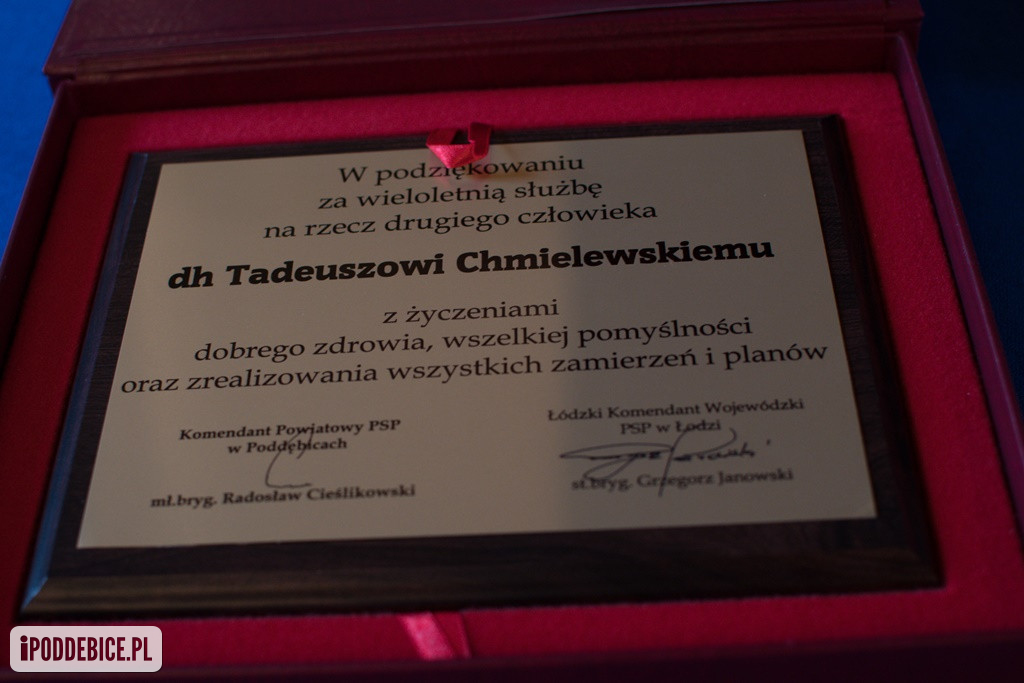 W podziękowaniu
za wieloletnią służbę
na rzecz drugiego człowieka
dh Tadeuszowi Chmielewskiemu
z życzeniami
dobrego zdrowia, wszelkiej pomyślności
oraz zrealizowania wszystkich zamierzeń i planów
Komendant Powiatowy PSP
w Poddębicach
mł.bryg. Radosław Cieślikowski
Łódzki Komendant Wojewódzki
PSP w Łodzi
st.bryg. Grzegorz Janowski
iPODDEBICE.PL